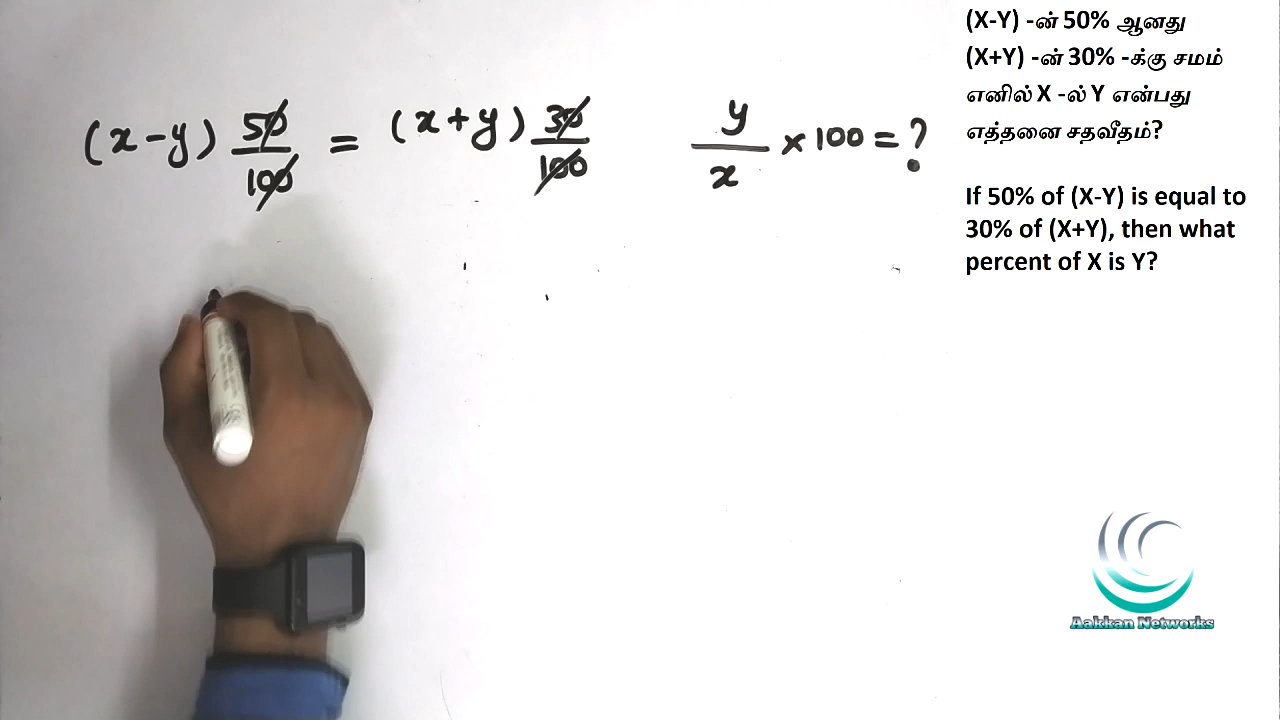 (x-y) 50/100 = (x+y) 30/100
y/x × 100 = ?
(X-Y) -ன் 50% ஆனது
(X+Y) -ன் 30% -க்கு சமம்
எனில் X -ல் Y என்பது
எத்தனை சதவீதம்?
If 50% of (X-Y) is equal to
30% of (X+Y), then what
percent of X is Y?
Aakkan Networks